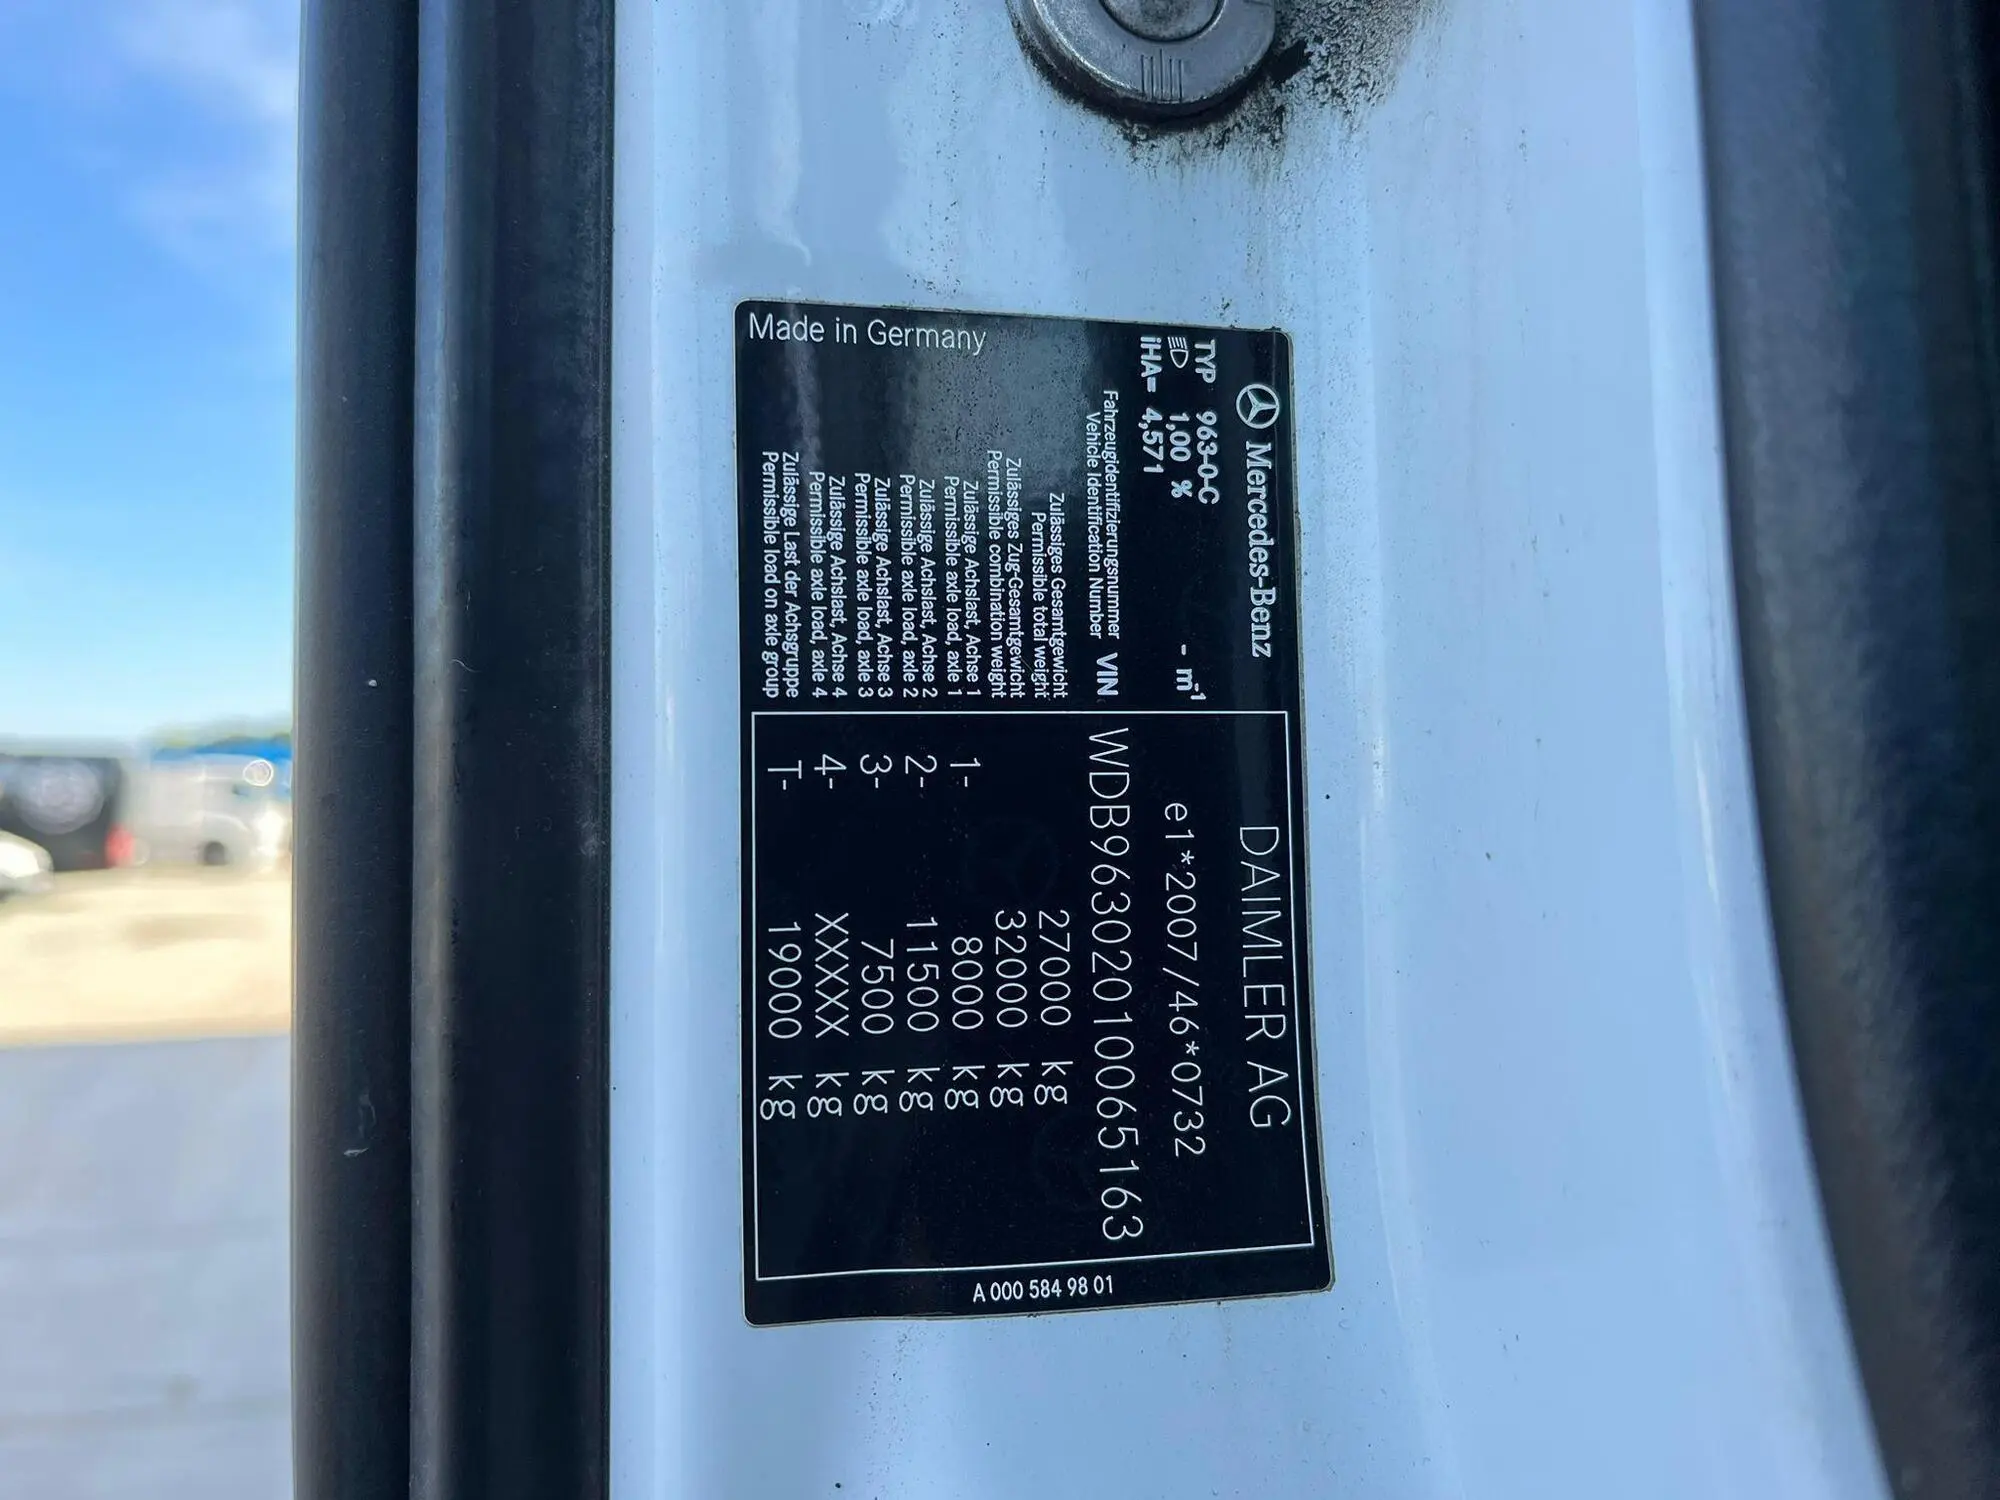 Mercedes-Benz
DAIMLER AG
TYP 963-0-C
1,00 % - m⁻¹
e1*2007/46*0732
iHA= 4,571
Fahrzeugidentifizierungsnummer
Vehicle Identification Number VIN WDB96302010065163
Zulässiges Gesamtgewicht
Permissible total weight 27000 kg
Zulässiges Zug-Gesamtgewicht
Permissible combination weight 32000 kg
Zulässige Achslast, Achse 1
Permissible axle load, axle 1 1- 8000 kg
Zulässige Achslast, Achse 2
Permissible axle load, axle 2 2- 11500 kg
Zulässige Achslast, Achse 3
Permissible axle load, axle 3 3- 7500 kg
Zulässige Achslast, Achse 4
Permissible axle load, axle 4 4- XXXXX kg
Zulässige Last der Achsgruppe
Permissible load on axle group T- 19000 kg
Made in Germany
A 000 584 98 01